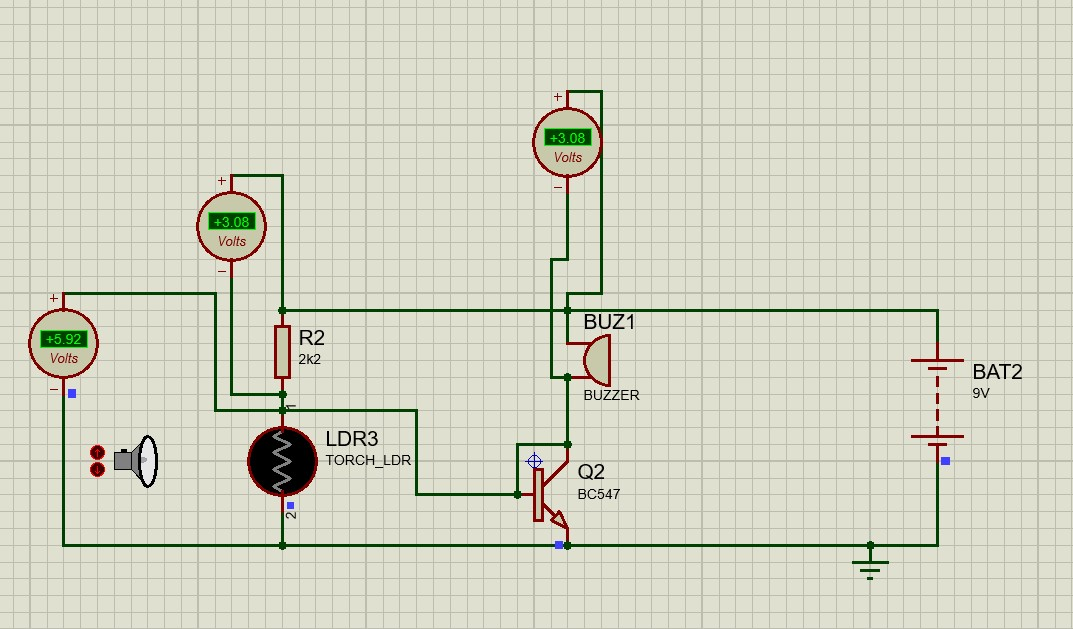 +
+3.08
Volts
−
+
+3.08
Volts
−
+
+5.92
Volts
−
R2
2k2
BUZ1
BUZZER
BAT2
9V
1
LDR3
TORCH_LDR
2
Q2
BC547